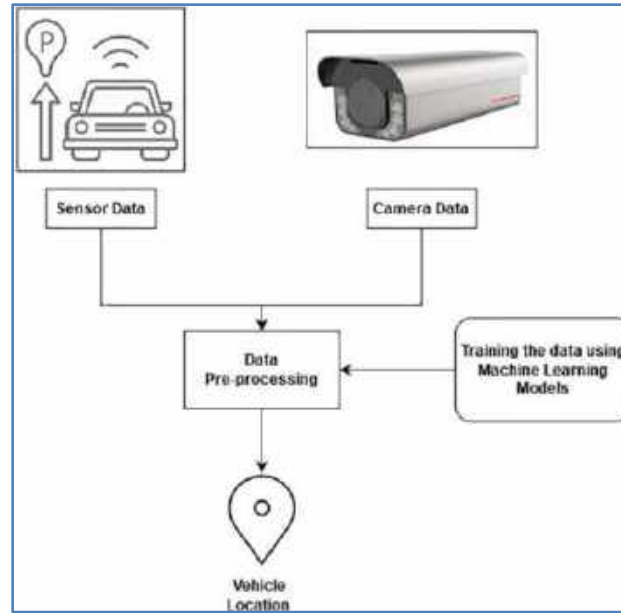 P
Sensor Data
Camera Data
Data
Pre-processing
Training the data using
Machine Learning
Models
Vehicle
Location